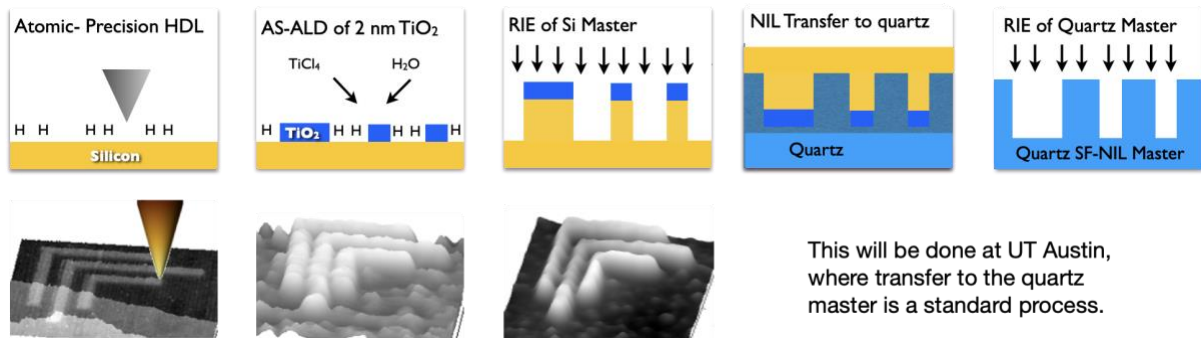 Atomic- Precision HDL
H H H H H H
Silicon
AS-ALD of 2 nm TiO₂
TiCl₄ H₂O
H TiO₂ H H H H H
Silicon
RIE of Si Master
NIL Transfer to quartz
Quartz
RIE of Quartz Master
Quartz SF-NIL Master
This will be done at UT Austin,
where transfer to the quartz
master is a standard process.